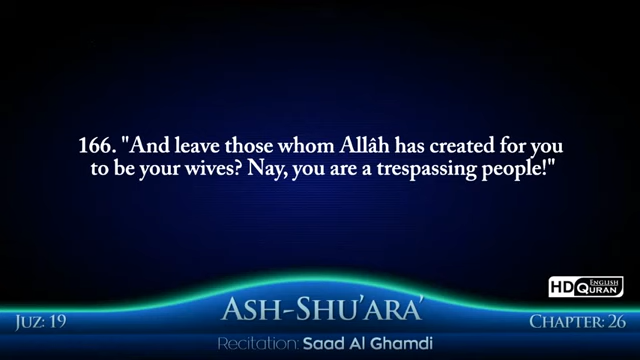 166. "And leave those whom Allâh has created for you
to be your wives? Nay, you are a trespassing people!"
HD ENGLISH QURAN
ASH-SHU'ARA'
JUZ: 19
CHAPTER: 26
Recitation: Saad Al Ghamdi